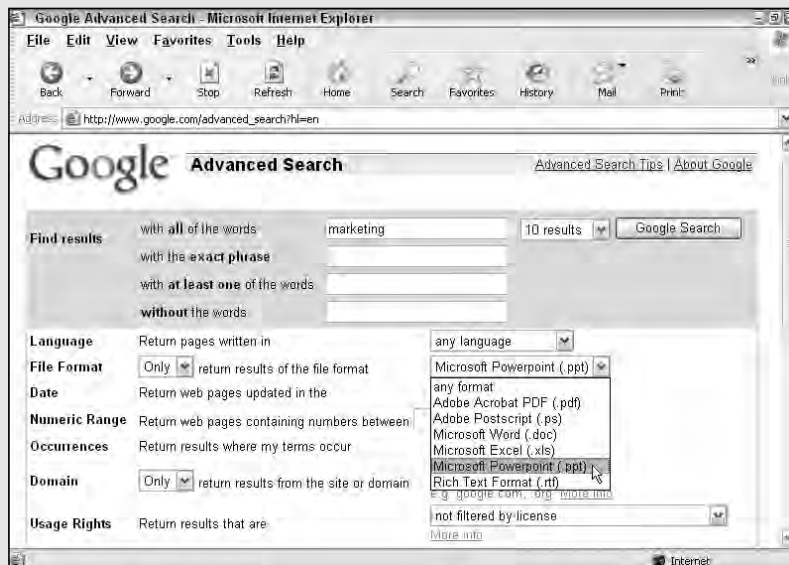 Google Advanced Search - Microsoft Internet Explorer
File Edit View Favorites Tools Help
Back Forward Stop Refresh Home Search Favorites History Mail Print
Address http://www.google.com/advanced_search?hl=en
Google Advanced Search Advanced Search Tips | About Google
Find results with all of the words marketing 10 results Google Search
with the exact phrase
with at least one of the words
without the words
Language Return pages written in any language
File Format Only return results of the file format Microsoft Powerpoint (.ppt)
Date Return web pages updated in the any format
Adobe Acrobat PDF (.pdf)
Numeric Range Return web pages containing numbers between Adobe Postscript (.ps)
Microsoft Word (.doc)
Occurrences Return results where my terms occur Microsoft Excel (.xls)
Microsoft Powerpoint (.ppt)
Domain Only return results from the site or domain Rich Text Format (.rtf)
e.g. google.com, .org More info
Usage Rights Return results that are not filtered by license
More info
Internet